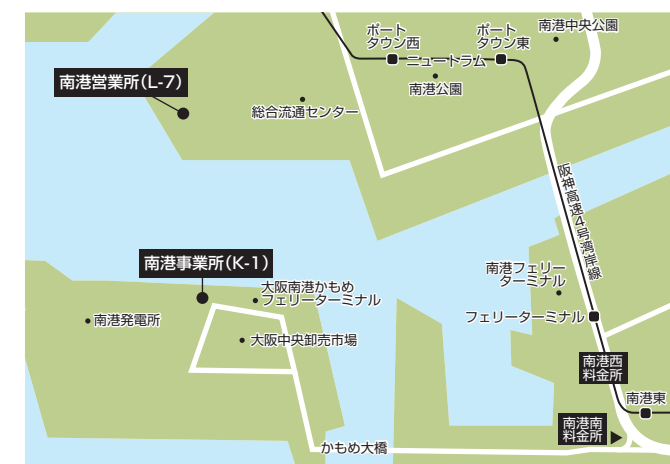 ポート
タウン西
ポート
タウン東
南港中央公園
ニュートラム
南港公園
南港営業所(L-7)
総合流通センター
阪神高速4号湾岸線
南港事業所(K-1)
大阪南港かもめ
フェリーターミナル
南港フェリー
ターミナル
南港発電所
フェリーターミナル
大阪中央卸売市場
南港西
料金所
南港東
南港南
料金所
かもめ大橋